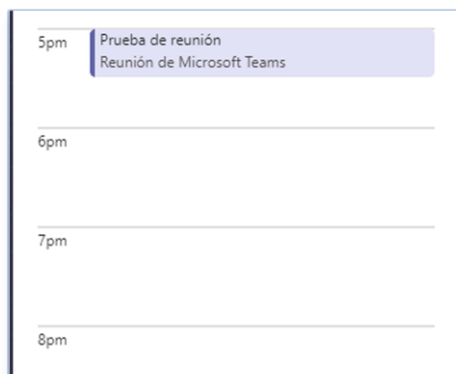 5pm
Prueba de reunión
Reunión de Microsoft Teams
6pm
7pm
8pm